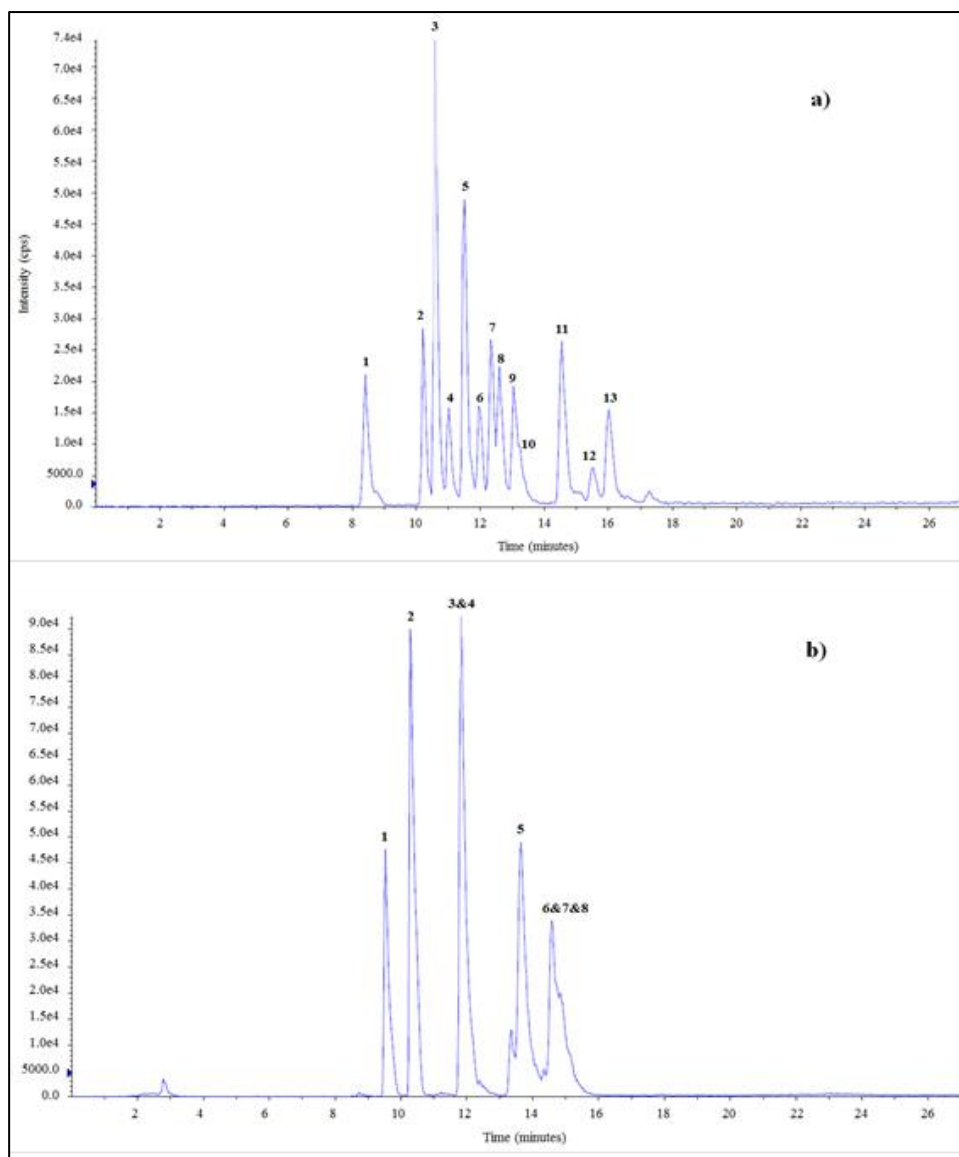 3
7.4e4
7.0e4
a)
6.5e4
6.0e4
5.5e4
5
5.0e4
4.5e4
4.0e4
Intensity (cps)
3.5e4
3.0e4
2
7
11
2.5e4
1
8
2.0e4
9
13
4
6
1.5e4
10
1.0e4
12
5000.0
0.0
2 4 6 8 10 12 14 16 18 20 22 24 26
Time (minutes)
3&4
9.0e4
2
b)
8.5e4
8.0e4
7.5e4
7.0e4
6.5e4
6.0e4
5.5e4
5.0e4
1
5
4.5e4
4.0e4
6&7&8
3.5e4
3.0e4
2.5e4
2.0e4
1.5e4
1.0e4
5000.0
0.0
2 4 6 8 10 12 14 16 18 20 22 24 26
Time (minutes)